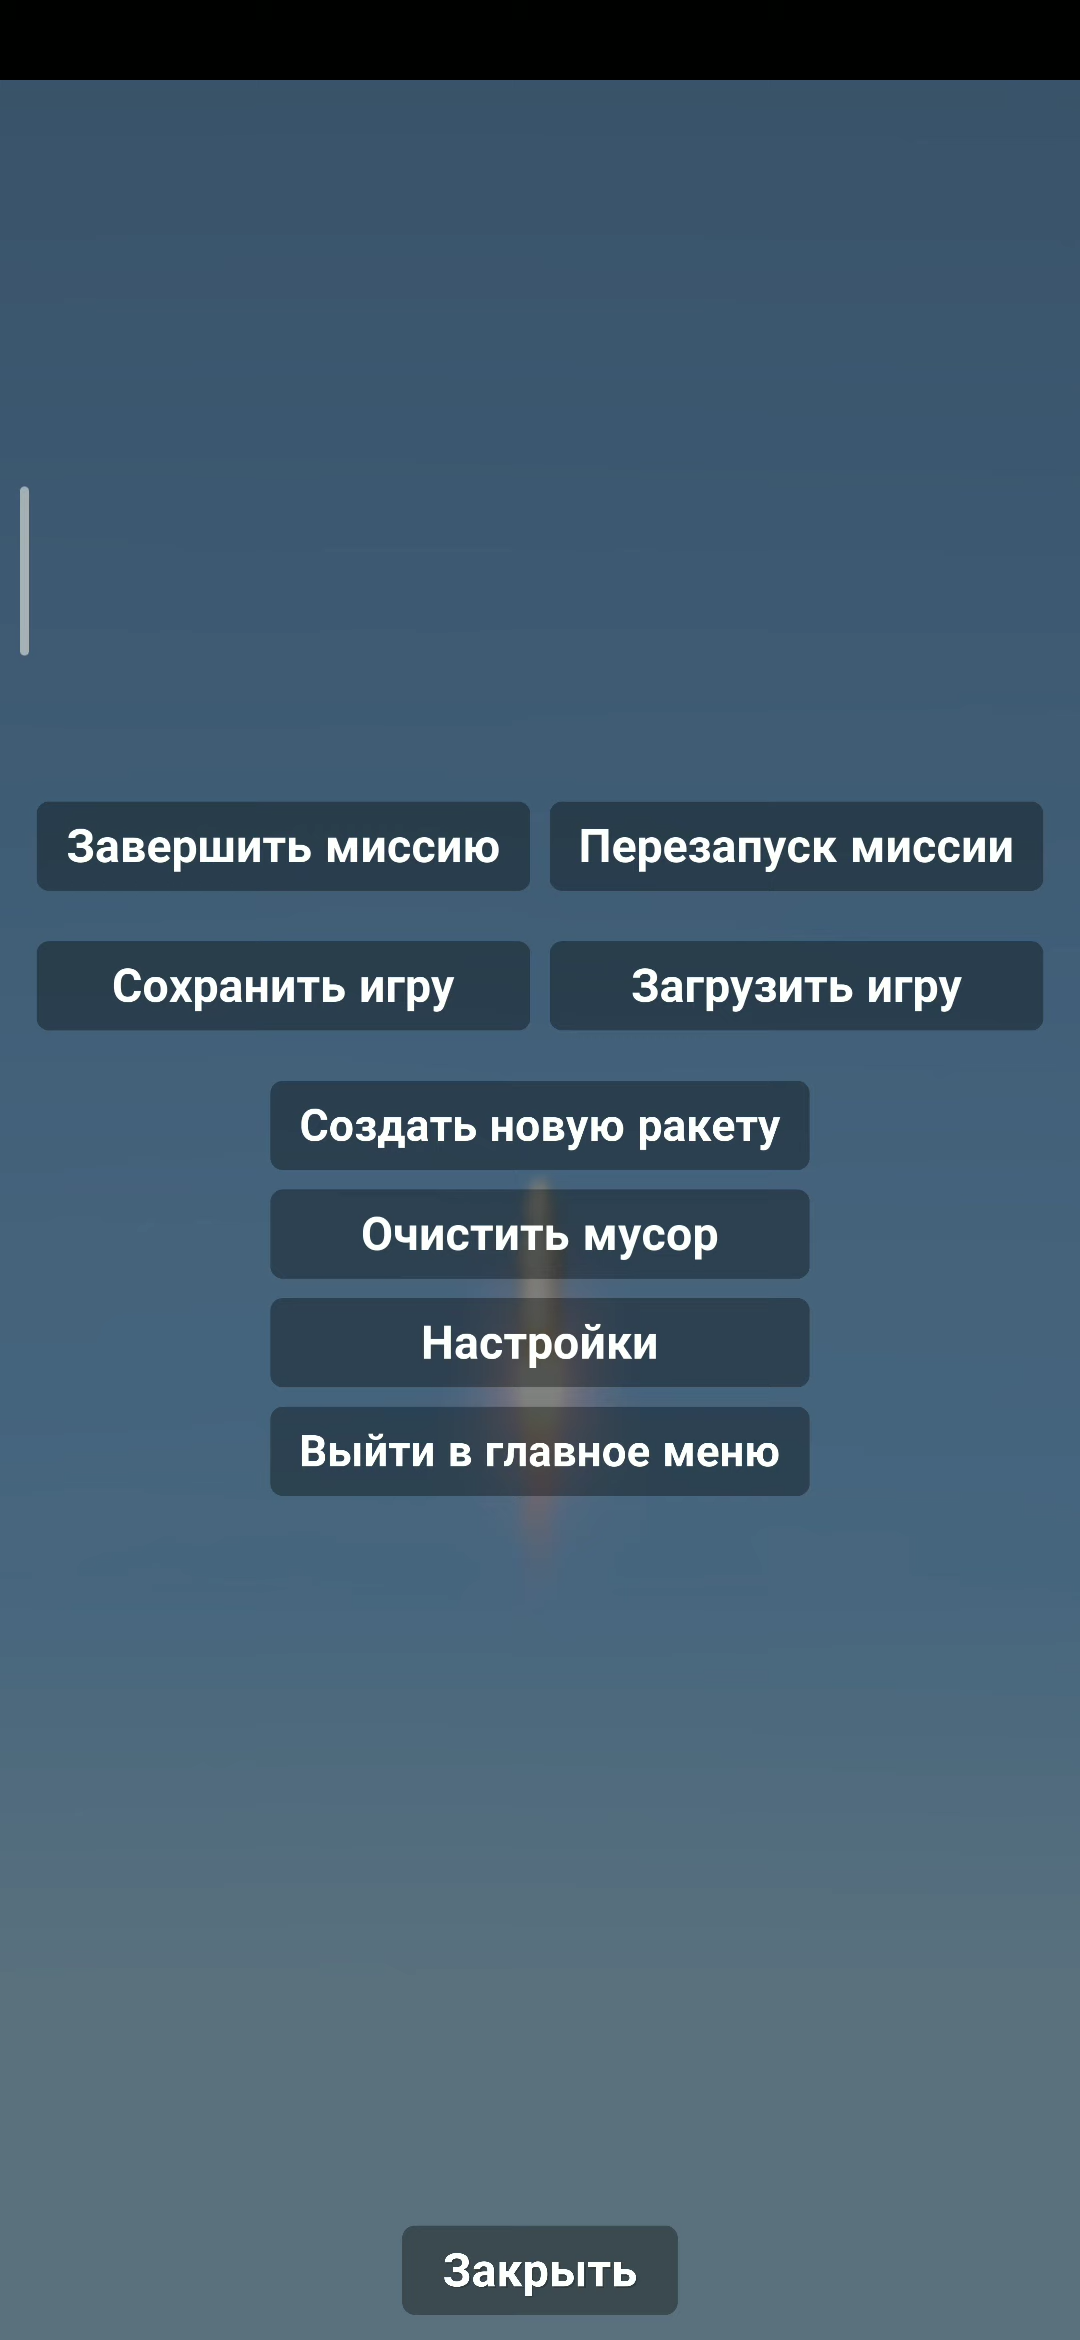 Завершить миссию
Перезапуск миссии
Сохранить игру
Загрузить игру
Создать новую ракету
Очистить мусор
Настройки
Выйти в главное меню
Закрыть